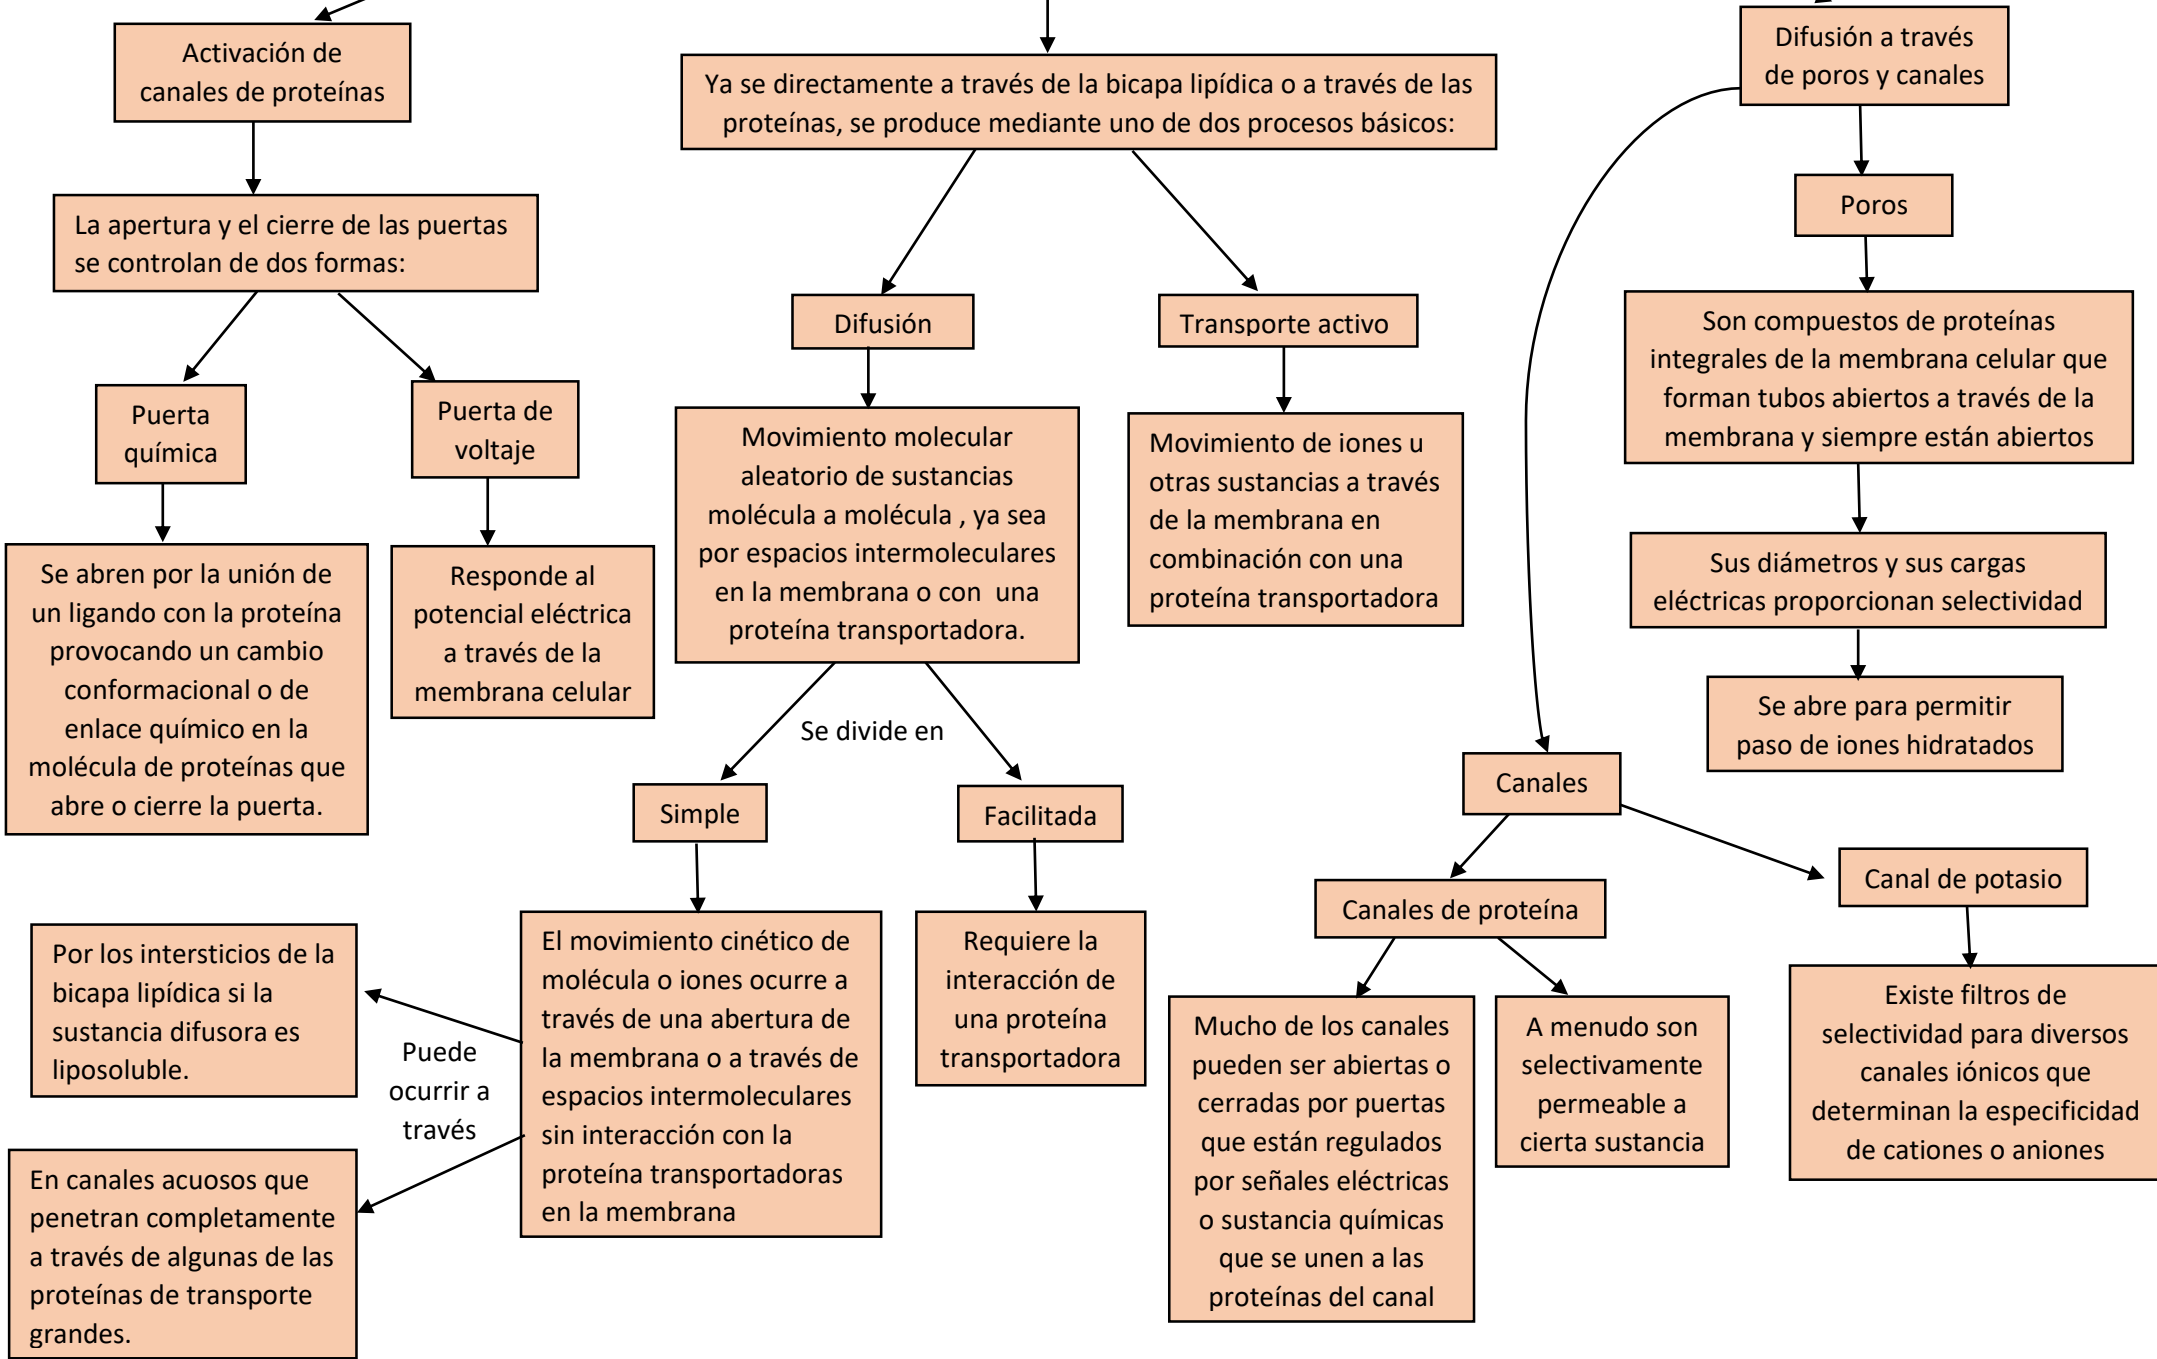 Activación de
canales de proteínas
La apertura y el cierre de las puertas
se controlan de dos formas:
Puerta
química
Se abren por la unión de
un ligando con la proteína
provocando un cambio
conformacional o de
enlace químico en la
molécula de proteínas que
abre o cierre la puerta.
Puerta de
voltaje
Responde al
potencial eléctrica
a través de la
membrana celular
Ya se directamente a través de la bicapa lipídica o a través de las
proteínas, se produce mediante uno de dos procesos básicos:
Difusión
Movimiento molecular
aleatorio de sustancias
molécula a molécula , ya sea
por espacios intermoleculares
en la membrana o con una
proteína transportadora.
Se divide en
Simple
El movimiento cinético de
molécula o iones ocurre a
través de una abertura de
la membrana o a través de
espacios intermoleculares
sin interacción con la
proteína transportadoras
en la membrana
Puede
ocurrir a
través
Por los intersticios de la
bicapa lipídica si la
sustancia difusora es
liposoluble.
En canales acuosos que
penetran completamente
a través de algunas de las
proteínas de transporte
grandes.
Facilitada
Requiere la
interacción de
una proteína
transportadora
Transporte activo
Movimiento de iones u
otras sustancias a través
de la membrana en
combinación con una
proteína transportadora
Difusión a través
de poros y canales
Poros
Son compuestos de proteínas
integrales de la membrana celular que
forman tubos abiertos a través de la
membrana y siempre están abiertos
Sus diámetros y sus cargas
eléctricas proporcionan selectividad
Se abre para permitir
paso de iones hidratados
Canales
Canales de proteína
Mucho de los canales
pueden ser abiertas o
cerradas por puertas
que están regulados
por señales eléctricas
o sustancia químicas
que se unen a las
proteínas del canal
A menudo son
selectivamente
permeable a
cierta sustancia
Canal de potasio
Existe filtros de
selectividad para diversos
canales iónicos que
determinan la especificidad
de cationes o aniones